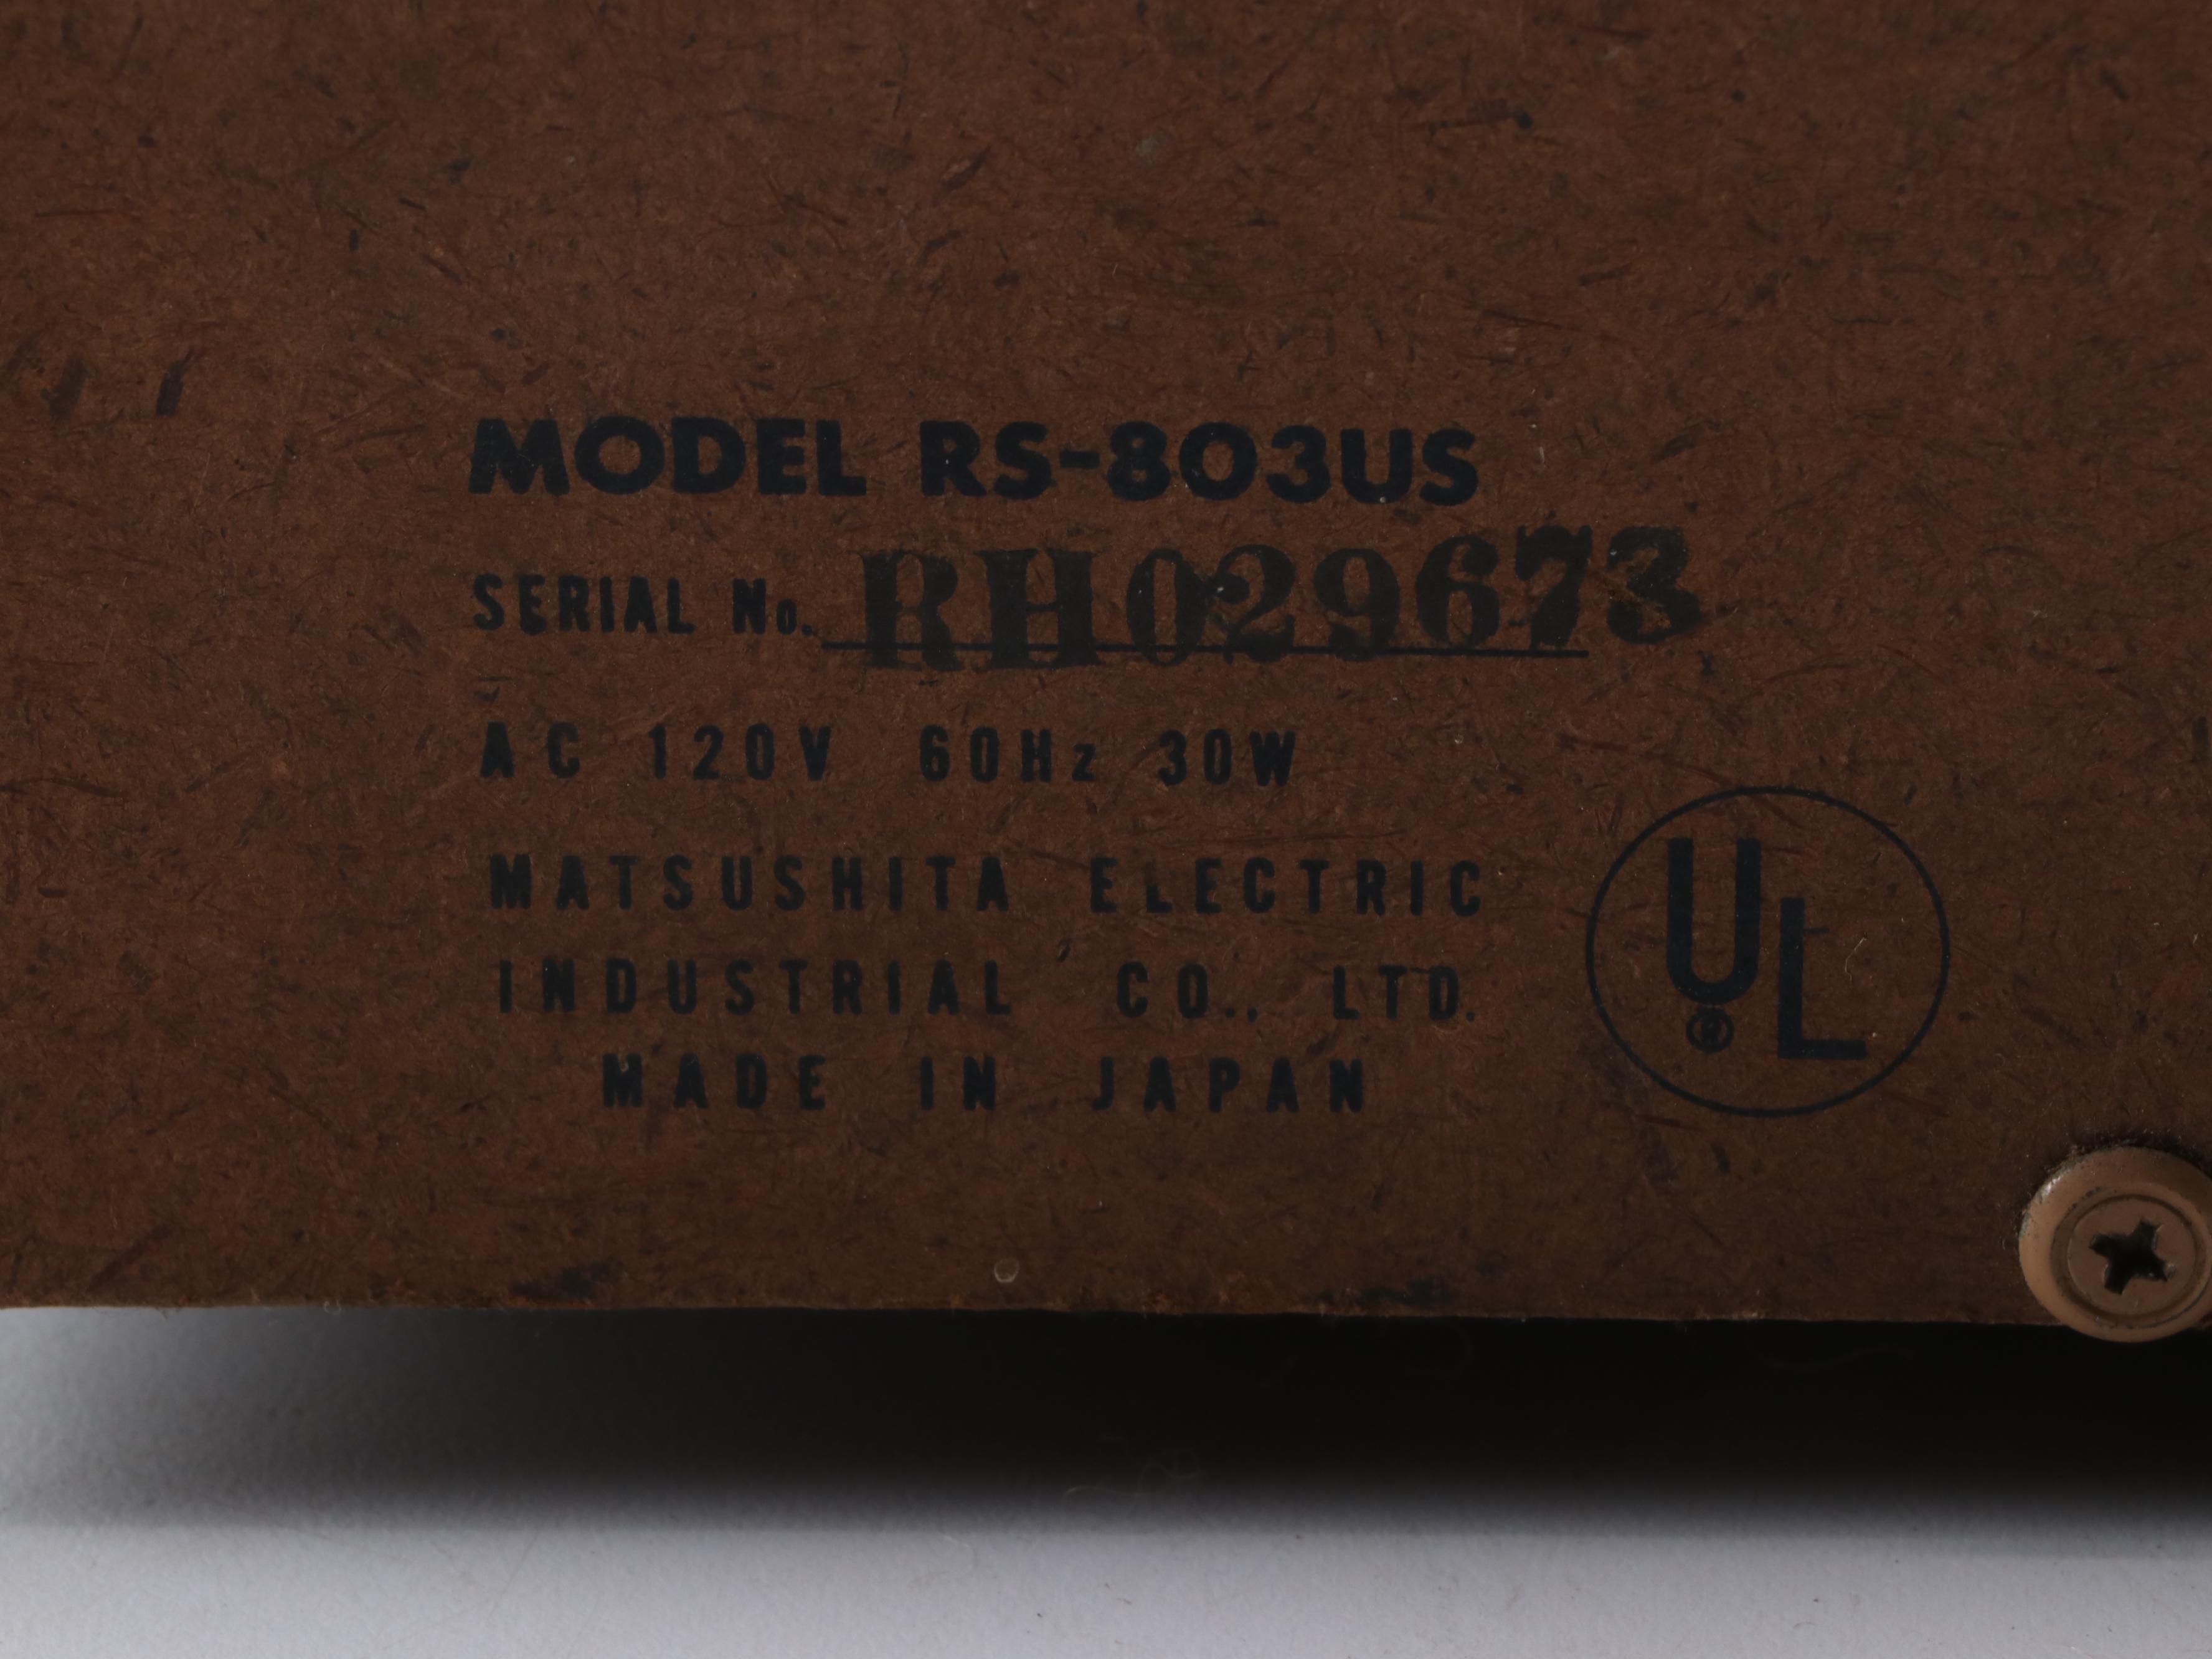 MODEL RS-803US
SERIAL No. RH029673
AC 120V 60Hz 30W
MATSUSHITA ELECTRIC
INDUSTRIAL CO., LTD.
MADE IN JAPAN
UL
®